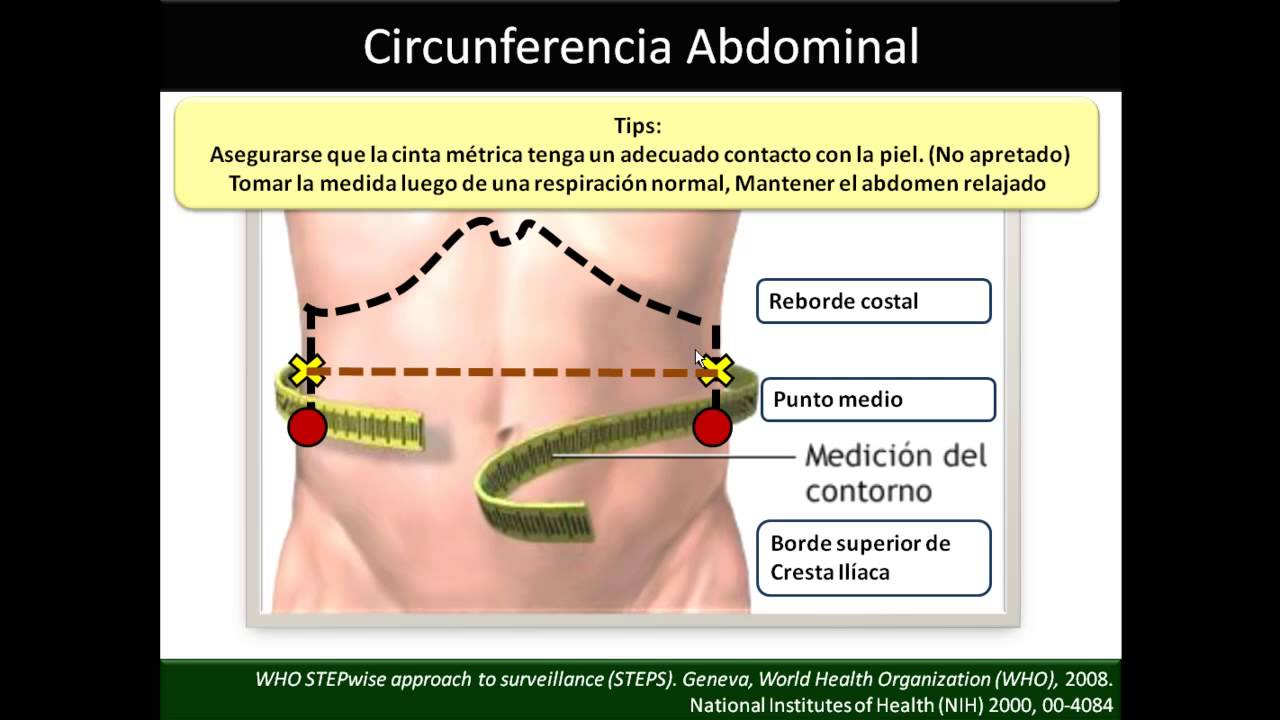 Circunferencia Abdominal
Tips:
Asegurarse que la cinta métrica tenga un adecuado contacto con la piel. (No apretado)
Tomar la medida luego de una respiración normal, Mantener el abdomen relajado
Reborde costal
Punto medio
Medición del
contorno
Borde superior de
Cresta Ilíaca
WHO STEPwise approach to surveillance (STEPS). Geneva, World Health Organization (WHO), 2008.
National Institutes of Health (NIH) 2000, 00-4084